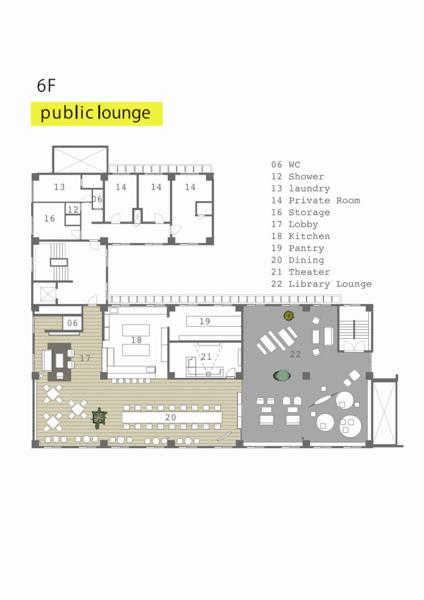 6F
public lounge
06 WC
12 Shower
13 laundry
14 Private Room
16 Storage
17 Lobby
18 Kitchen
19 Pantry
20 Dining
21 Theater
22 Library Lounge
13
12
06
14
14
14
16
06
17
18
19
21
22
20